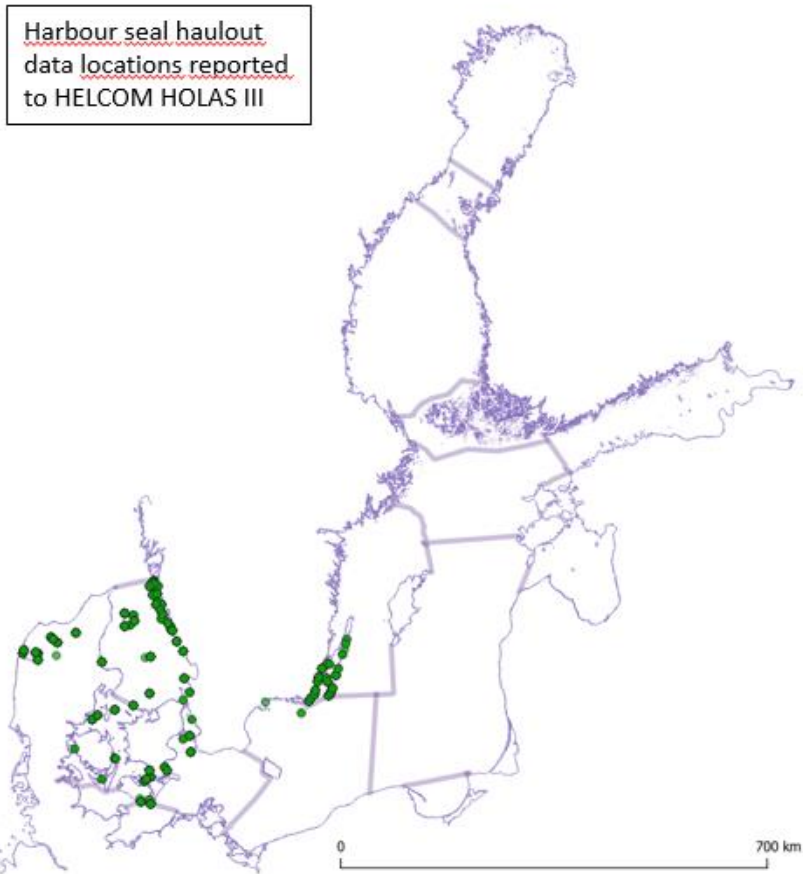 Harbour seal haulout
data locations reported
to HELCOM HOLAS III
0
700 km